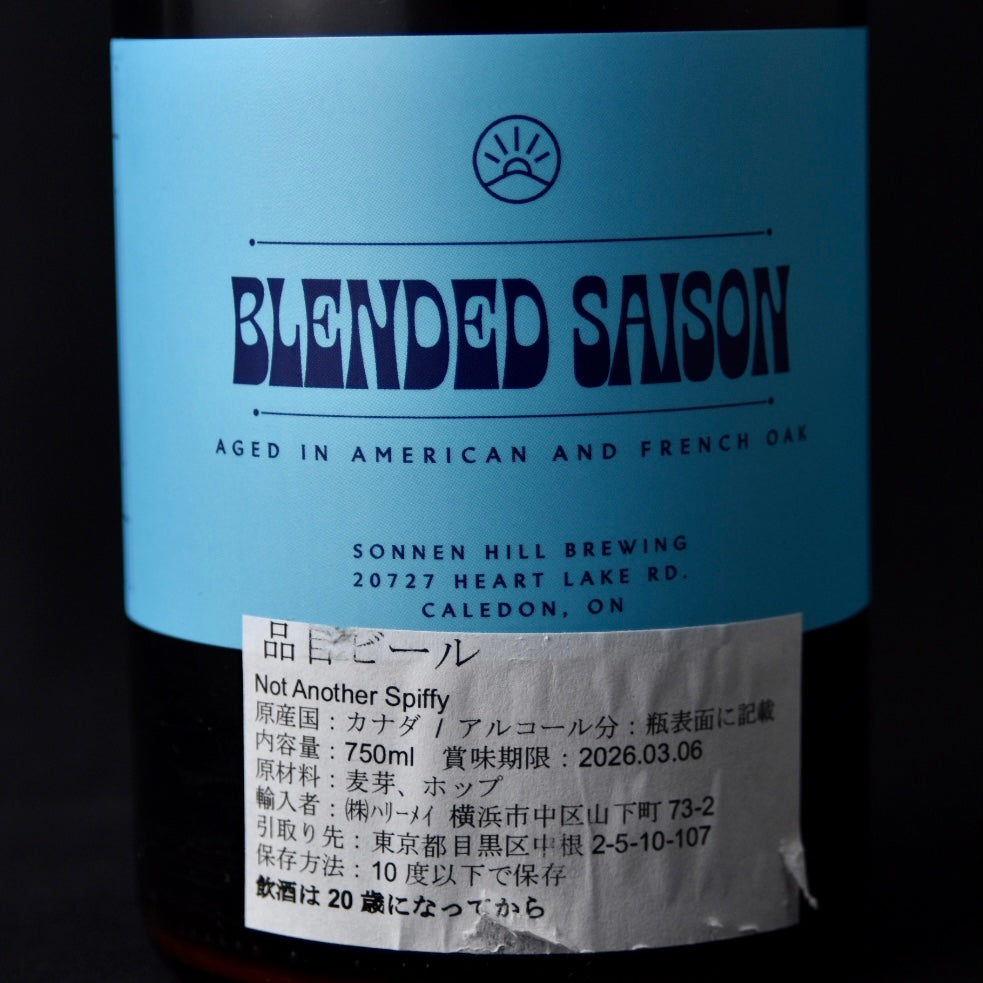 BLENDED SAISON
AGED IN AMERICAN AND FRENCH OAK
SONNEN HILL BREWING
20727 HEART LAKE RD.
CALEDON, ON
品目ビール
Not Another Spiffy
原産国：カナダ / アルコール分：瓶表面に記載
内容量：750ml 賞味期限：2026.03.06
原材料：麦芽、ホップ
輸入者：㈱ﾊﾘｰﾒｲ 横浜市中区山下町 73-2
引取り先：東京都目黒区中根 2-5-10-107
保存方法：10 度以下で保存
飲酒は 20 歳になってから